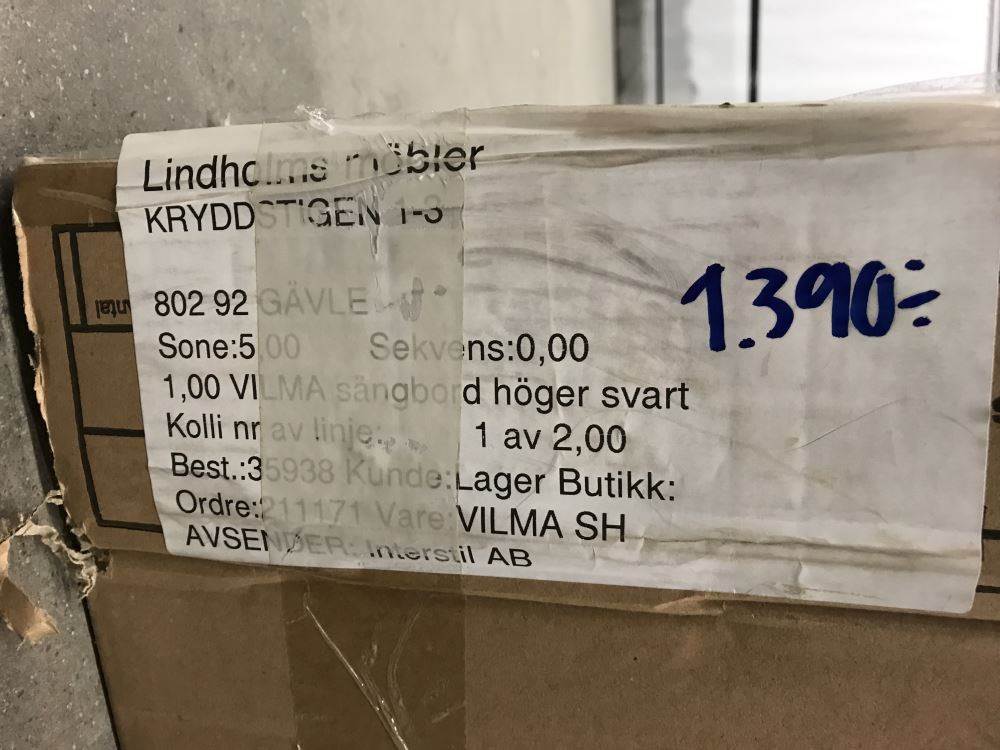 Lindholms möbler
KRYDDSTIGEN 1-3
802 92 GÄVLE
1.390:-
Sone:5,00 Sekvens:0,00
1,00 VILMA sängbord höger svart
Kolli nr av linje: 1 av 2,00
Best.:35938 Kunde:Lager Butikk:
Ordre:211171 Vare:VILMA SH
AVSENDER: Interstil AB
Antal